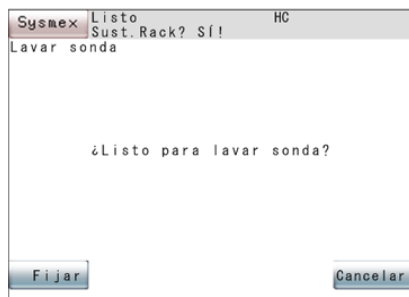 Sysmex
Listo HC
Sust.Rack? SÍ!
Lavar sonda
¿Listo para lavar sonda?
Fijar Cancelar